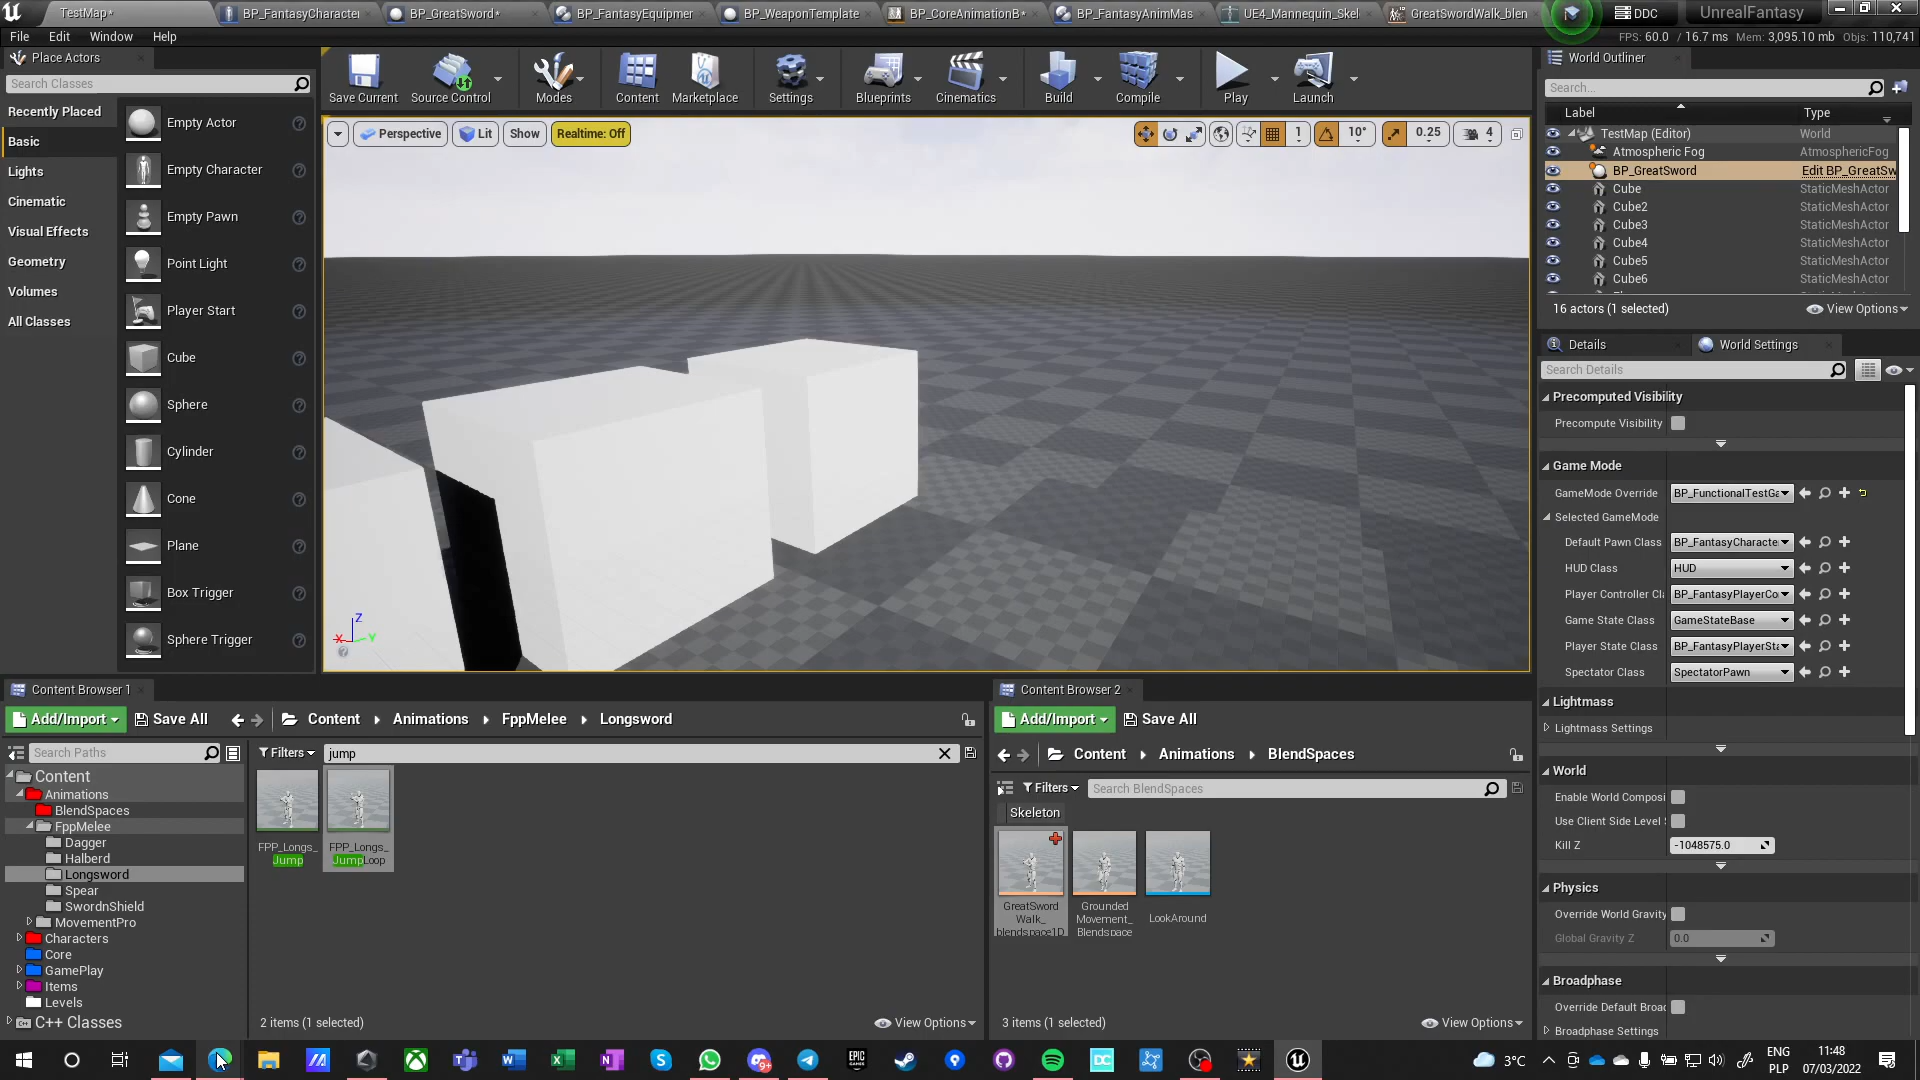 TestMap*
BP_FantasyCharacter
BP_GreatSword*
BP_FantasyEquipmer
BP_WeaponTemplate
BP_CoreAnimationB*
BP_FantasyAnimMas
UE4_Mannequin_Skel
GreatSwordWalk_blen
DDC
UnrealFantasy
File
Edit
Window
Help
FPS: 60.0 / 16.7 ms Mem: 3,095.10 mb Objs: 110,741
Place Actors
Search Classes
Recently Placed
Basic
Lights
Cinematic
Visual Effects
Geometry
Volumes
All Classes
Empty Actor
Empty Character
Empty Pawn
Point Light
Player Start
Cube
Sphere
Cylinder
Cone
Plane
Box Trigger
Sphere Trigger
Save Current
Source Control
Modes
Content
Marketplace
Settings
Blueprints
Cinematics
Build
Compile
Play
Launch
Perspective
Lit
Show
Realtime: Off
1
10°
0.25
4
Z
X
Y
World Outliner
Search...
Label
Type
TestMap (Editor)
World
Atmospheric Fog
AtmosphericFog
BP_GreatSword
Edit BP_GreatSw
Cube
StaticMeshActor
Cube2
StaticMeshActor
Cube3
StaticMeshActor
Cube4
StaticMeshActor
Cube5
StaticMeshActor
Cube6
StaticMeshActor
16 actors (1 selected)
View Options
Details
World Settings
Search Details
Precomputed Visibility
Precompute Visibility
Game Mode
GameMode Override
BP_FunctionalTestGa
Selected GameMode
Default Pawn Class
BP_FantasyCharacte
HUD Class
HUD
Player Controller Cl
BP_FantasyPlayerCo
Game State Class
GameStateBase
Player State Class
BP_FantasyPlayerSta
Spectator Class
SpectatorPawn
Lightmass
Lightmass Settings
World
Enable World Composi
Use Client Side Level
Kill Z
-1048575.0
Physics
Override World Gravity
Global Gravity Z
0.0
Broadphase
Override Default Broad
Broadphase Settings
Content Browser 1
Add/Import
Save All
Content
Animations
FppMelee
Longsword
Search Paths
Filters
jump
Content
Animations
BlendSpaces
FppMelee
Dagger
Halberd
Longsword
Spear
SwordnShield
MovementPro
Characters
Core
GamePlay
Items
Levels
C++ Classes
FPP_Longs_
Jump
FPP_Longs_
JumpLoop
2 items (1 selected)
View Options
Content Browser 2
Add/Import
Save All
Content
Animations
BlendSpaces
Filters
Search BlendSpaces
Skeleton
GreatSword
Walk_
blendspace1D
Grounded
Movement_
Blendspace
LookAround
3 items (1 selected)
View Options
9+
EPIC
GAMES
DC
3°C
ENG
PLP
11:48
07/03/2022